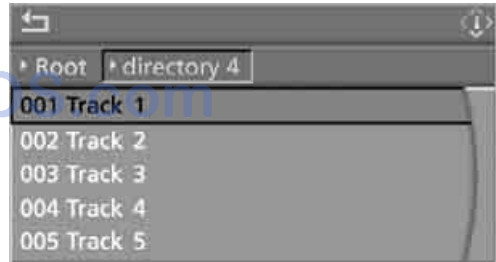 Root directory 4
001 Track 1
002 Track 2
003 Track 3
004 Track 4
005 Track 5